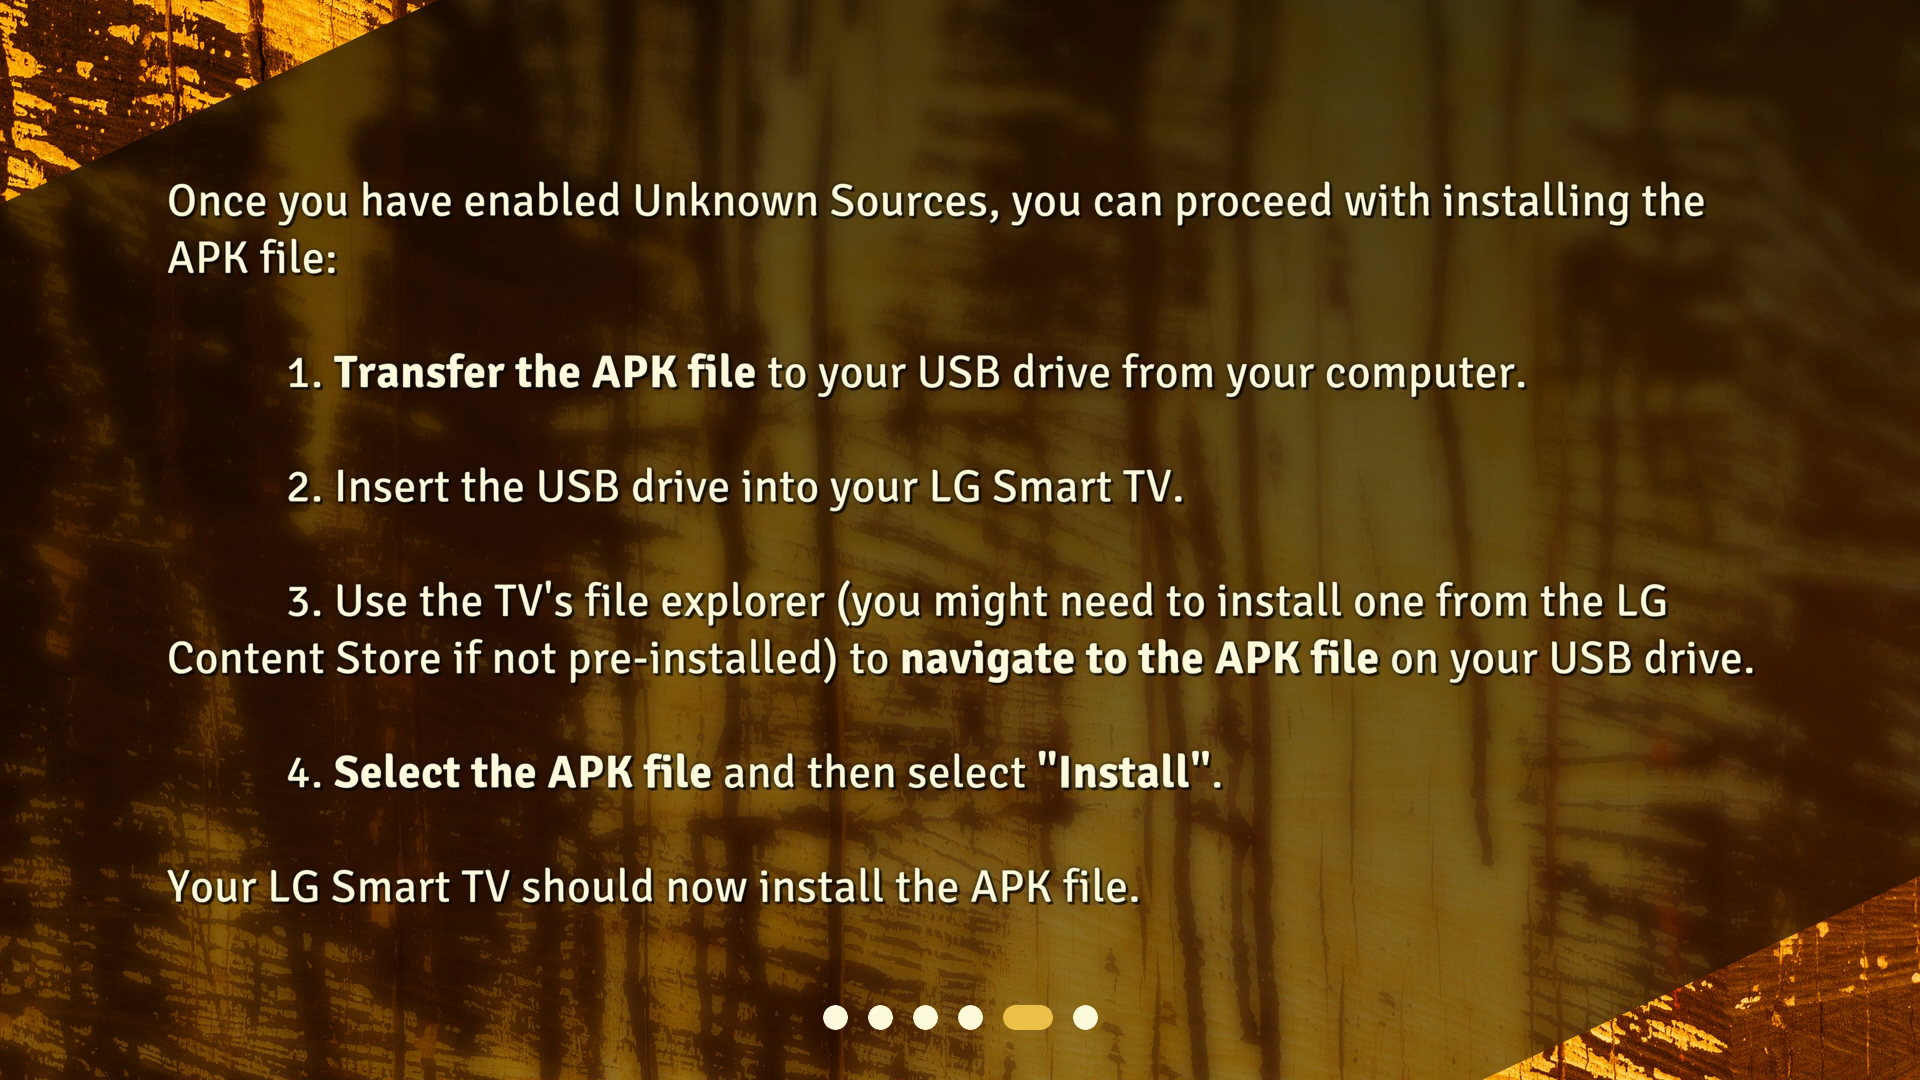 Once you have enabled Unknown Sources, you can proceed with installing the
APK file:
1. Transfer the APK file to your USB drive from your computer.
2. Insert the USB drive into your LG Smart TV.
3. Use the TV's file explorer (you might need to install one from the LG
Content Store if not pre-installed) to navigate to the APK file on your USB drive.
4. Select the APK file and then select "Install".
Your LG Smart TV should now install the APK file.